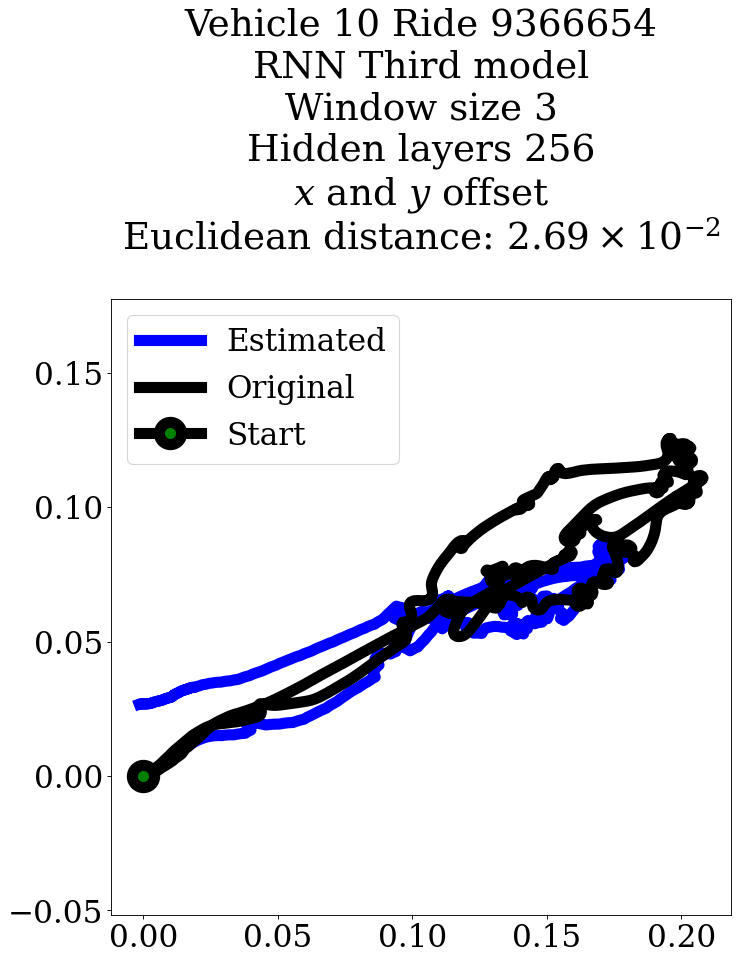 Vehicle 10 Ride 9366654
RNN Third model
Window size 3
Hidden layers 256
x and y offset
Euclidean distance: 2.69 × 10⁻²
Estimated
Original
Start
0.15
0.10
0.05
0.00
−0.05
0.00 0.05 0.10 0.15 0.20